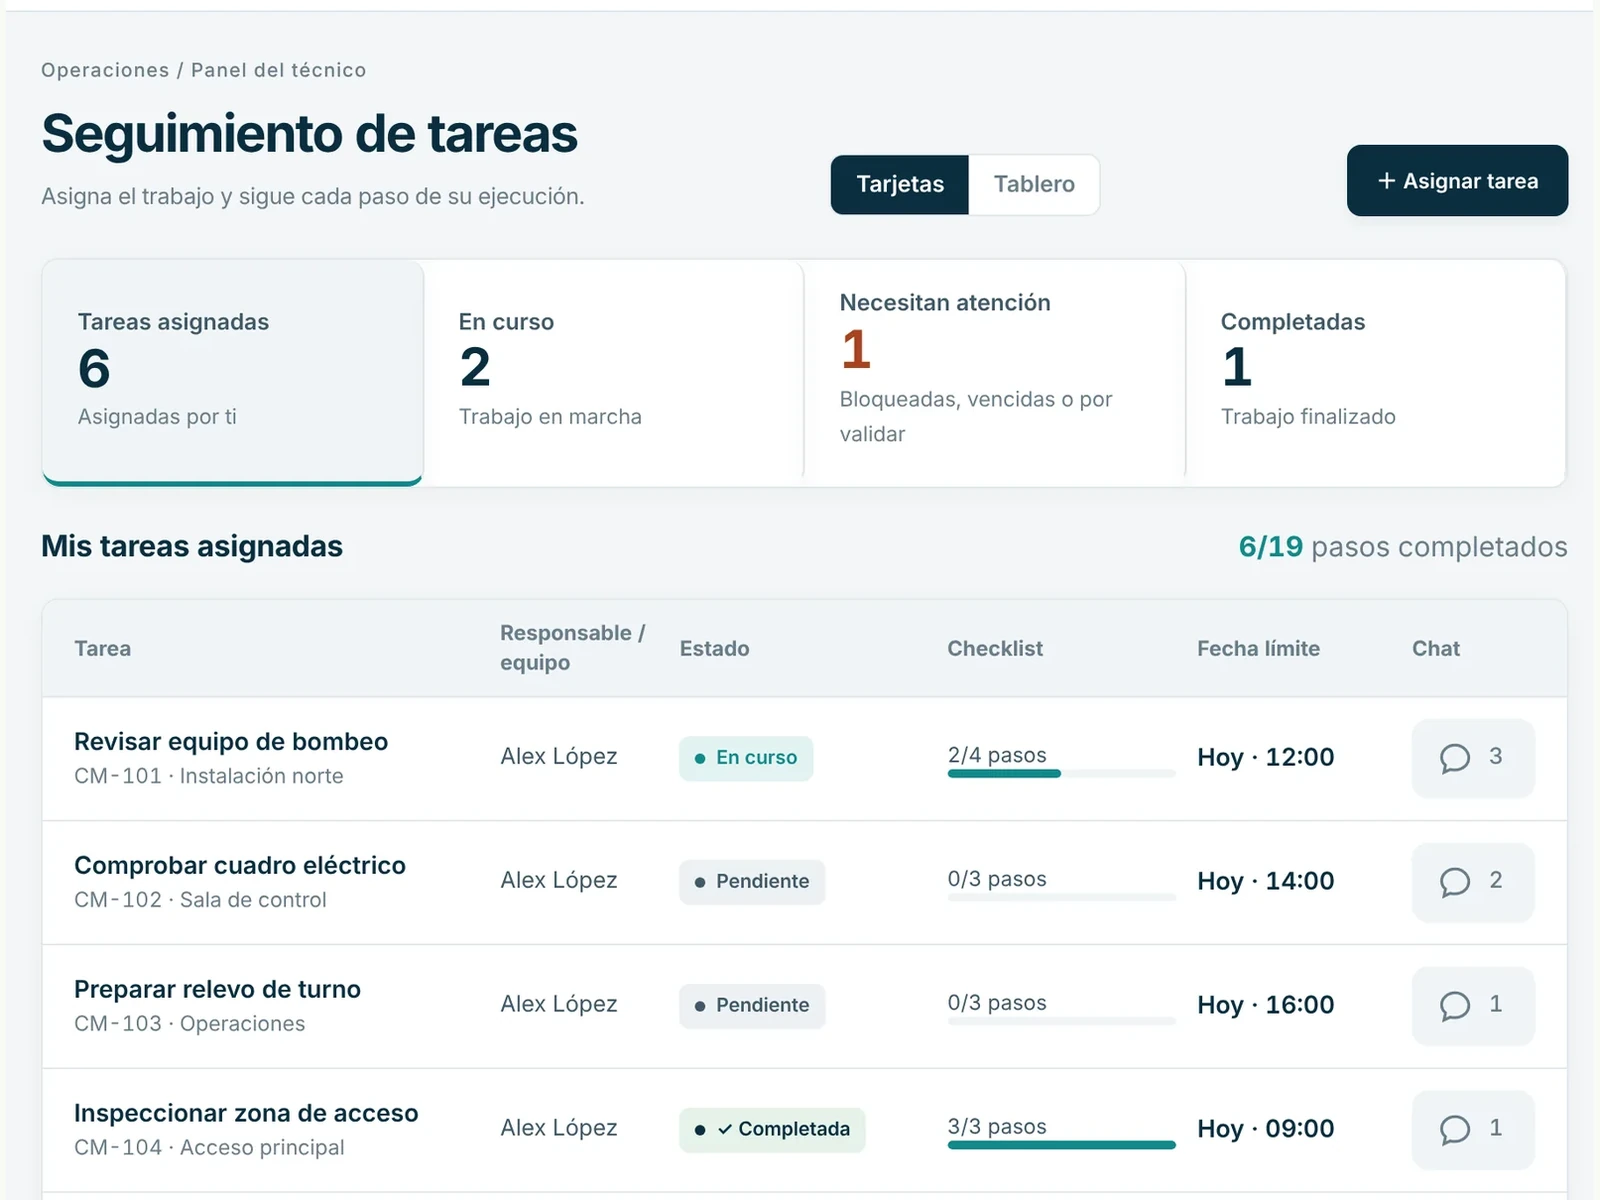 Operaciones / Panel del técnico
Seguimiento de tareas
Asigna el trabajo y sigue cada paso de su ejecución.
Tarjetas
Tablero
+ Asignar tarea
Tareas asignadas
6
Asignadas por ti
En curso
2
Trabajo en marcha
Necesitan atención
1
Bloqueadas, vencidas o por
validar
Completadas
1
Trabajo finalizado
Mis tareas asignadas
6/19 pasos completados
Tarea
Responsable /
equipo
Estado
Checklist
Fecha límite
Chat
Revisar equipo de bombeo
CM-101 · Instalación norte
Alex López
En curso
2/4 pasos
Hoy · 12:00
3
Comprobar cuadro eléctrico
CM-102 · Sala de control
Alex López
Pendiente
0/3 pasos
Hoy · 14:00
2
Preparar relevo de turno
CM-103 · Operaciones
Alex López
Pendiente
0/3 pasos
Hoy · 16:00
1
Inspeccionar zona de acceso
CM-104 · Acceso principal
Alex López
✓ Completada
3/3 pasos
Hoy · 09:00
1